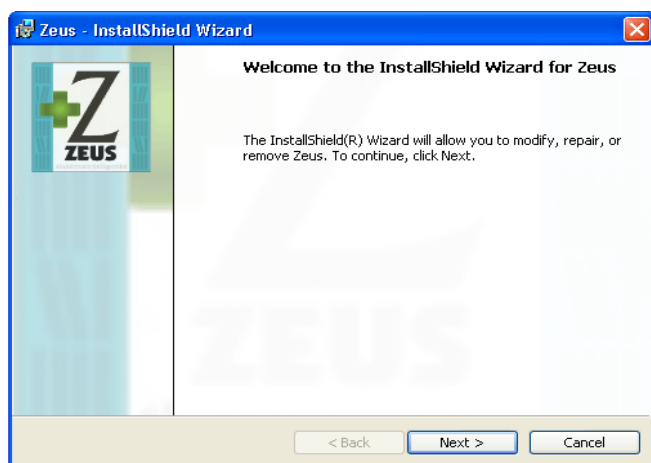 Zeus - InstallShield Wizard
Z
ZEUS
Welcome to the InstallShield Wizard for Zeus
The InstallShield(R) Wizard will allow you to modify, repair, or
remove Zeus. To continue, click Next.
Z
ZEUS
< Back
Next >
Cancel